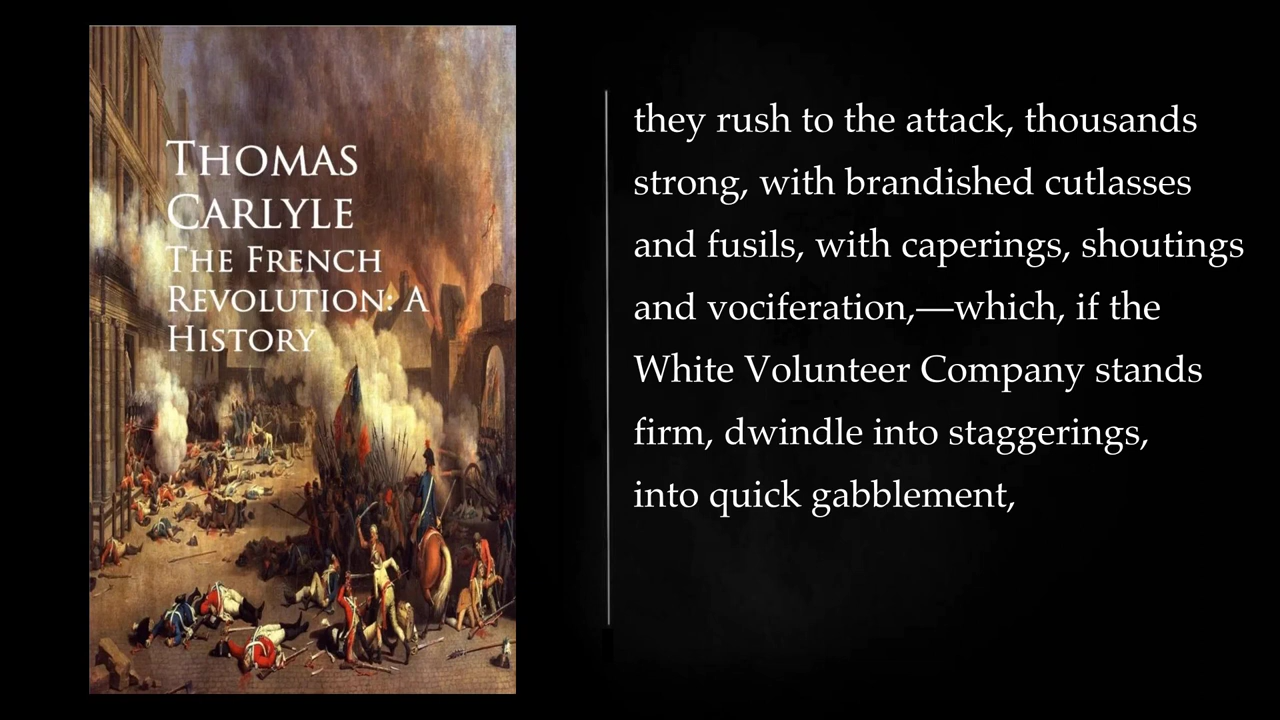 THOMAS
CARLYLE
THE FRENCH
REVOLUTION: A
HISTORY
they rush to the attack, thousands
strong, with brandished cutlasses
and fusils, with caperings, shoutings
and vociferation,—which, if the
White Volunteer Company stands
firm, dwindle into staggerings,
into quick gabblement,